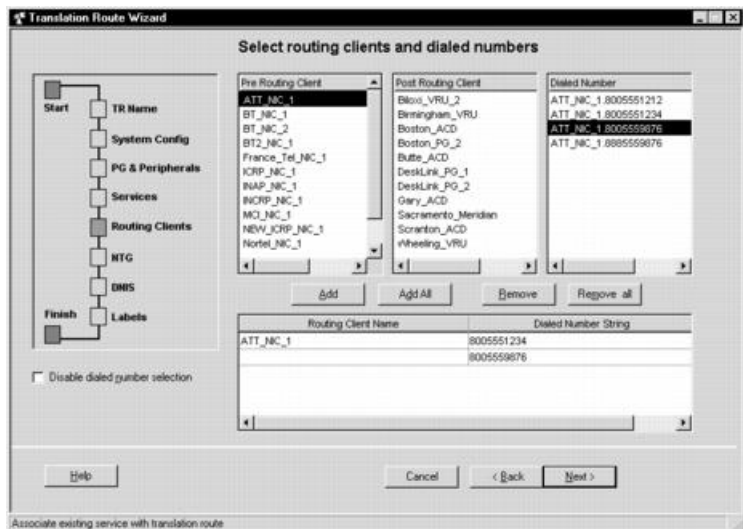 Translation Route Wizard
Select routing clients and dialed numbers
Start
TR Name
System Config
PG & Peripherals
Services
Routing Clients
NTG
DNIS
Finish
Labels
Disable dialed number selection
Pre Routing Client
ATT_NIC_1
BT_NIC_1
BT_NIC_2
BT2_NIC_1
France_Tel_NIC_1
ICRP_NIC_1
INAP_NIC_1
INCRP_NIC_1
MCI_NIC_1
NEW_ICRP_NIC_1
Nortel_NIC_1
Post Routing Client
Biloxi_VRU_2
Birmingham_VRU
Boston_ACD
Boston_PG_2
Butte_ACD
DeskLink_PG_1
DeskLink_PG_2
Gary_ACD
Sacramento_Meridian
Scranton_ACD
Wheeling_VRU
Dialed Number
ATT_NIC_1.8005551212
ATT_NIC_1.8005551234
ATT_NIC_1.8005559876
ATT_NIC_1.8885559876
Add
Add All
Remove
Remove all
Routing Client Name Dialed Number String
ATT_NIC_1 8005551234
8005559876
Help
Cancel
< Back
Next >
Associate existing service with translation route